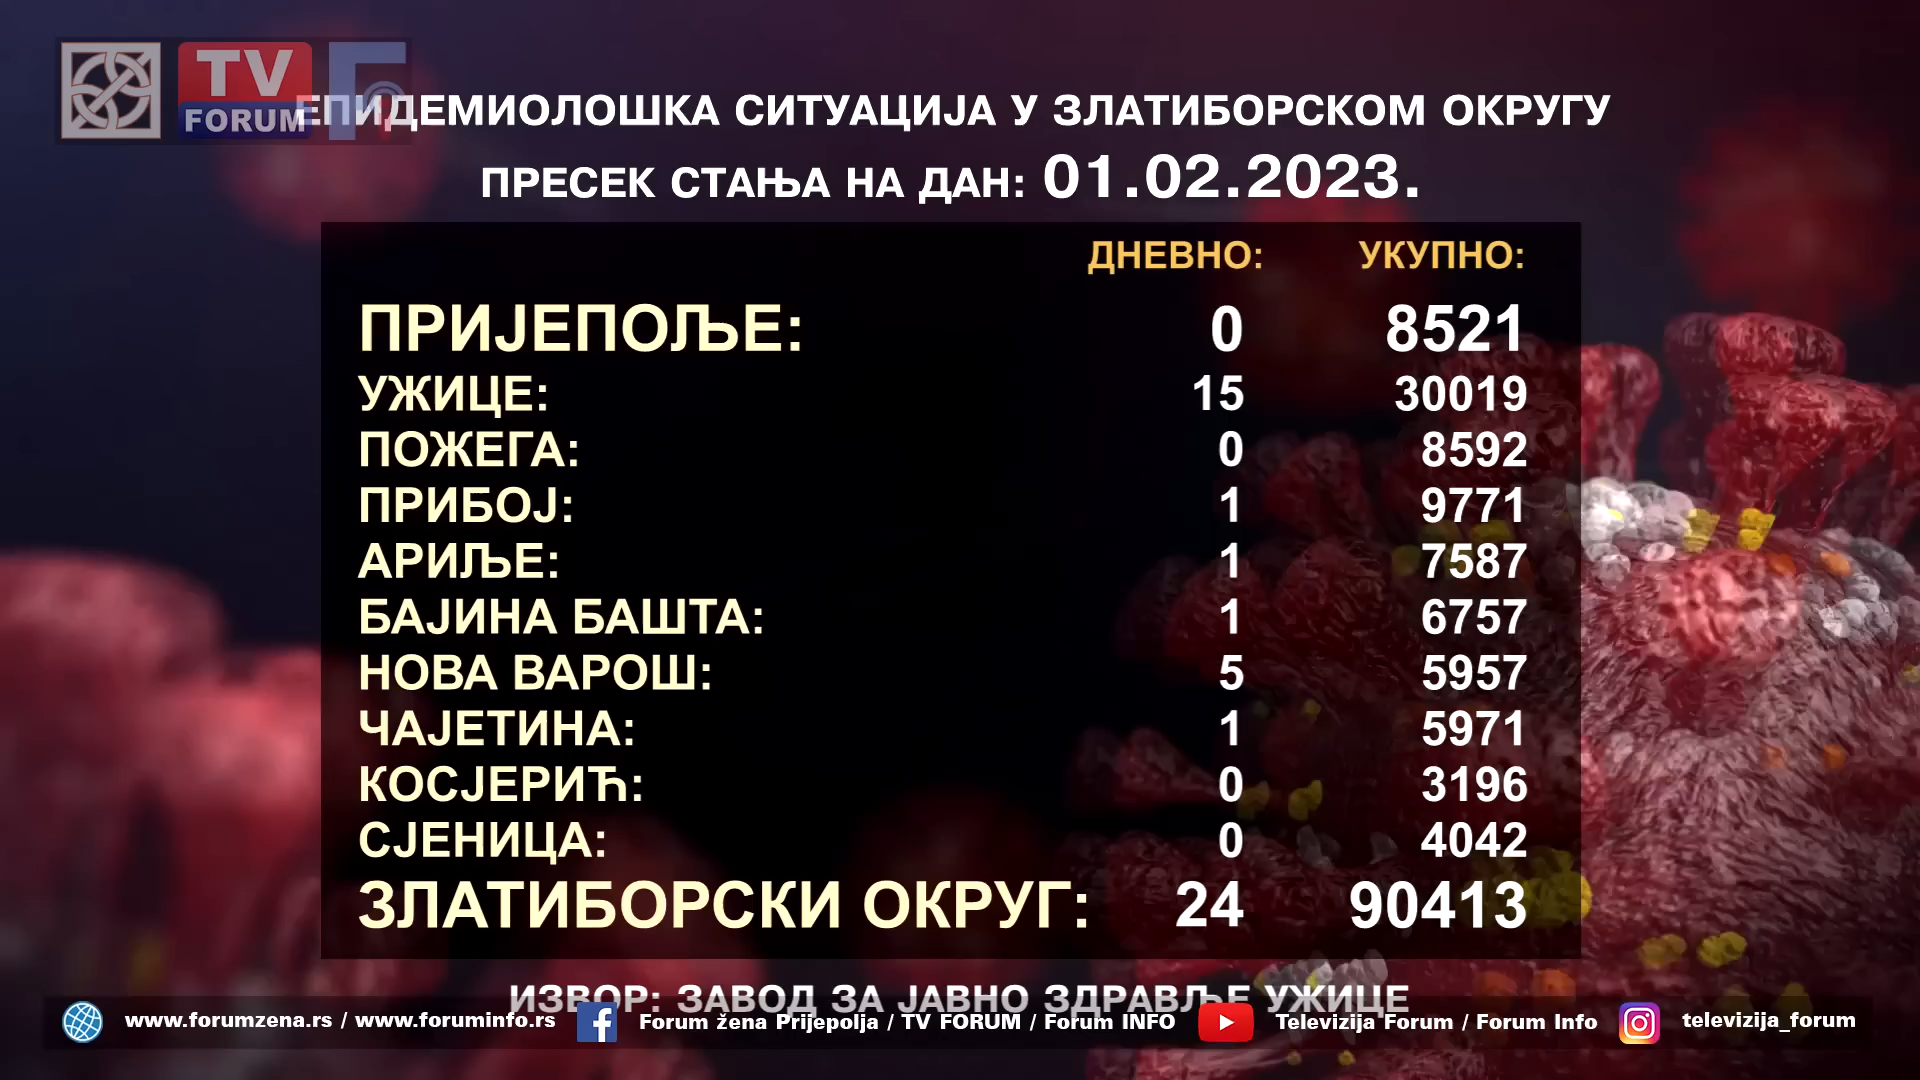 TV
FORUM
ЕПИДЕМИОЛОШКА СИТУАЦИЈА У ЗЛАТИБОРСКОМ ОКРУГУ
ПРЕСЕК СТАЊА НА ДАН: 01.02.2023.
ДНЕВНО: УКУПНО:
ПРИЈЕПОЉЕ: 0 8521
УЖИЦЕ: 15 30019
ПОЖЕГА: 0 8592
ПРИБОЈ: 1 9771
АРИЉЕ: 1 7587
БАЈИНА БАШТА: 1 6757
НОВА ВАРОШ: 5 5957
ЧАЈЕТИНА: 1 5971
КОСЈЕРИЋ: 0 3196
СЈЕНИЦА: 0 4042
ЗЛАТИБОРСКИ ОКРУГ: 24 90413
ИЗВОР: ЗАВОД ЗА ЈАВНО ЗДРАВЉЕ УЖИЦЕ
www.forumzena.rs / www.foruminfo.rs Forum žena Prijepolja / TV FORUM / Forum INFO Televizija Forum / Forum Info televizija_forum